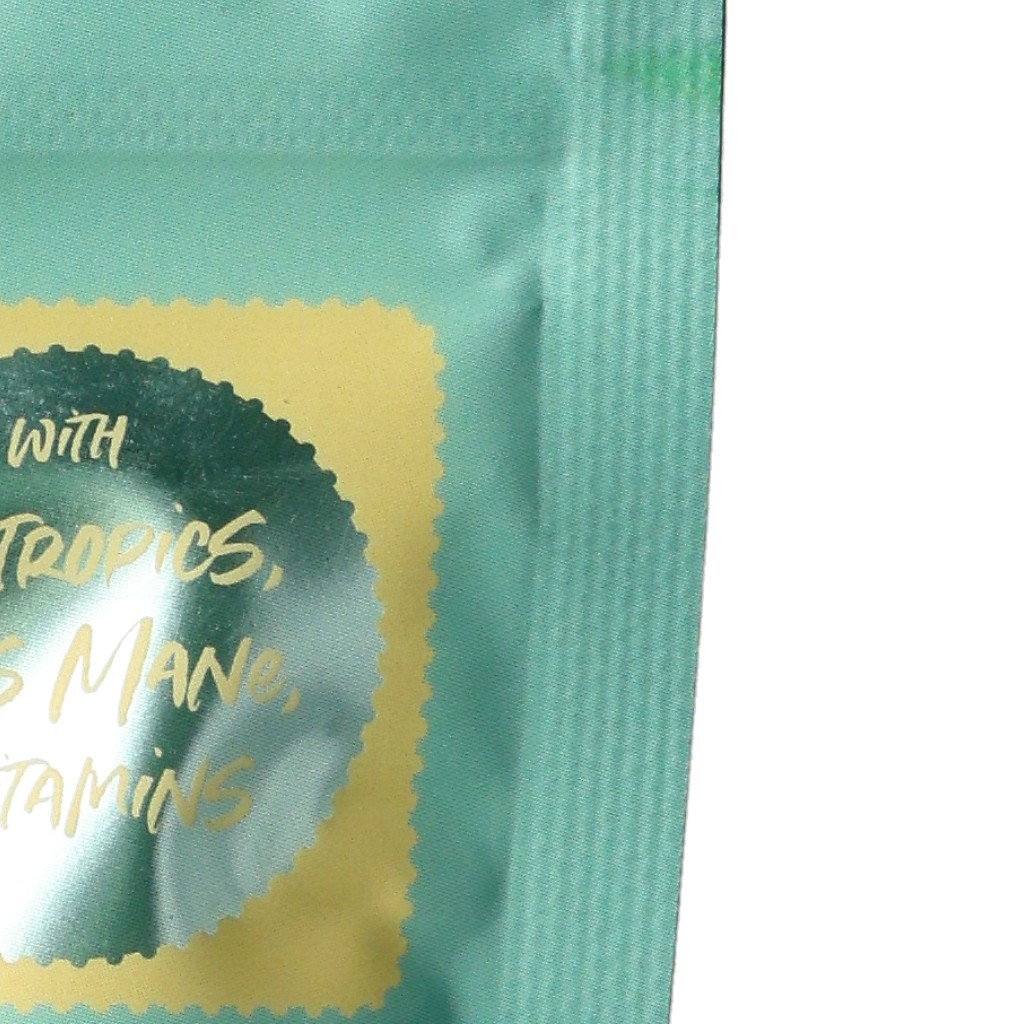 WITH
TROPICS,
S MANE,
TAMINS